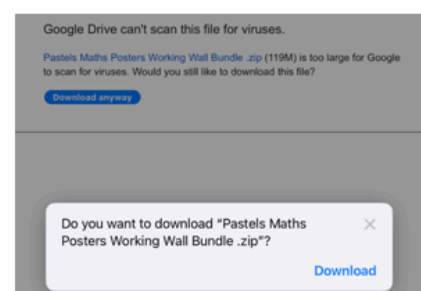 Google Drive can't scan this file for viruses.
Pastels Maths Posters Working Wall Bundle .zip (119M) is too large for Google
to scan for viruses. Would you still like to download this file?
Download anyway
Do you want to download “Pastels Maths
Posters Working Wall Bundle .zip”?
Download